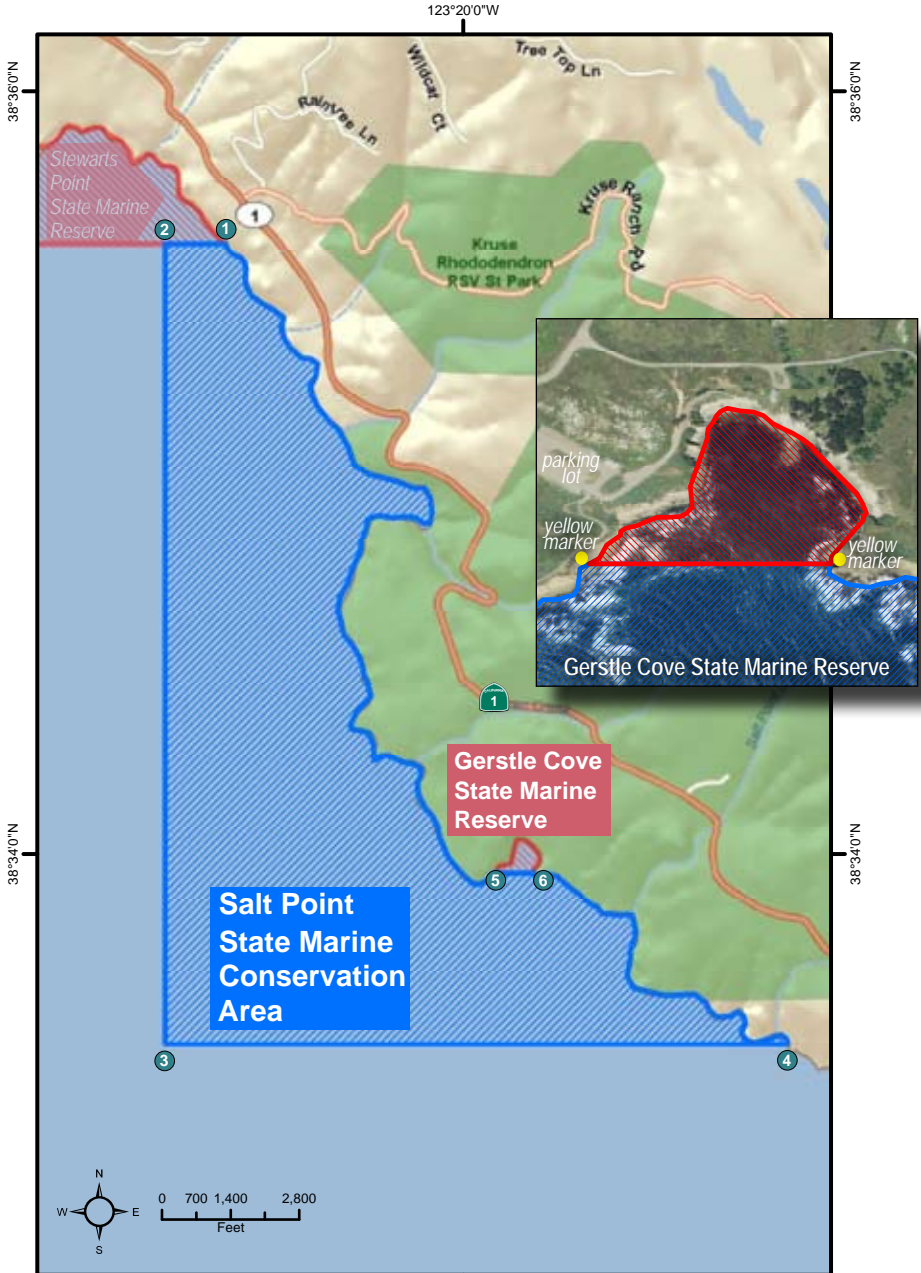 123°20'0"W
38°36'0"N
38°36'0"N
Tree Top Ln
Wildcat Ct
Raintree Ln
Stewarts
Point
State Marine
Reserve
1
2
1
Kruse Ranch Rd
Kruse
Rhododendron
RSV St Park
parking
lot
yellow
marker
yellow
marker
Gerstle Cove State Marine Reserve
CALIFORNIA
1
Gerstle Cove
State Marine
Reserve
38°34'0"N
38°34'0"N
5
6
Salt Point
State Marine
Conservation
Area
3
4
N
W
E
S
0 700 1,400 2,800
Feet